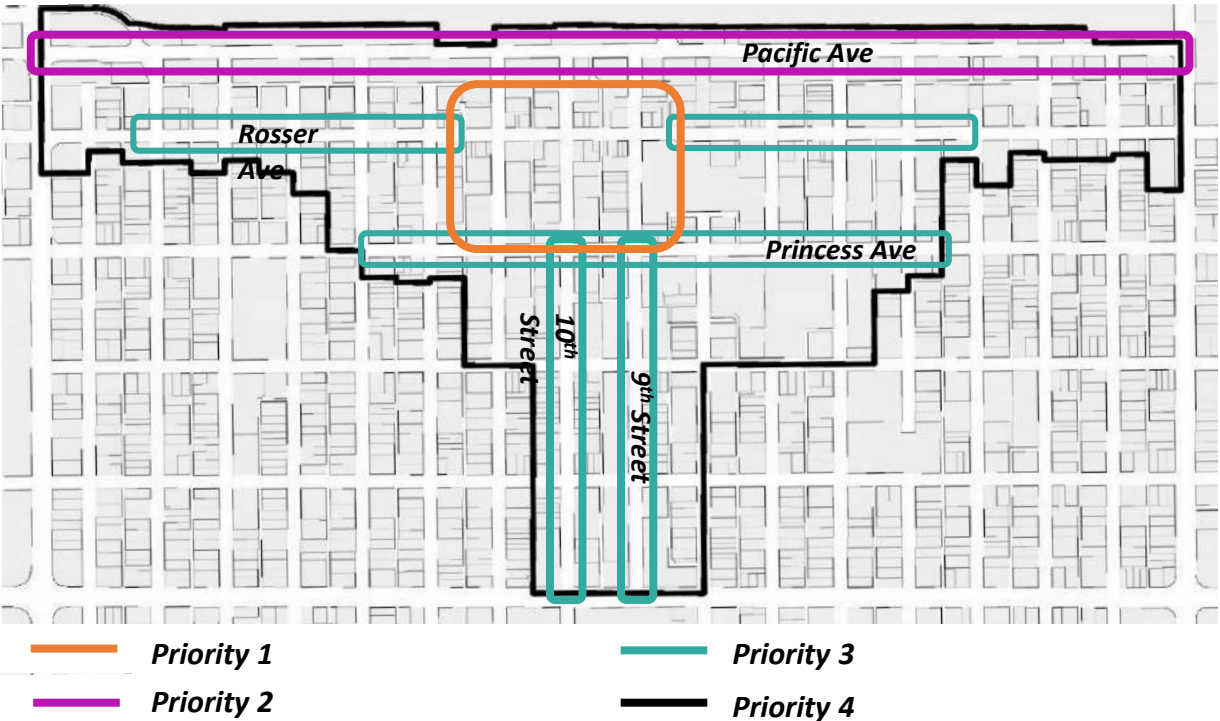 Pacific Ave
Rosser
Ave
Princess Ave
10th
Street
9th Street
Priority 1
Priority 3
Priority 2
Priority 4